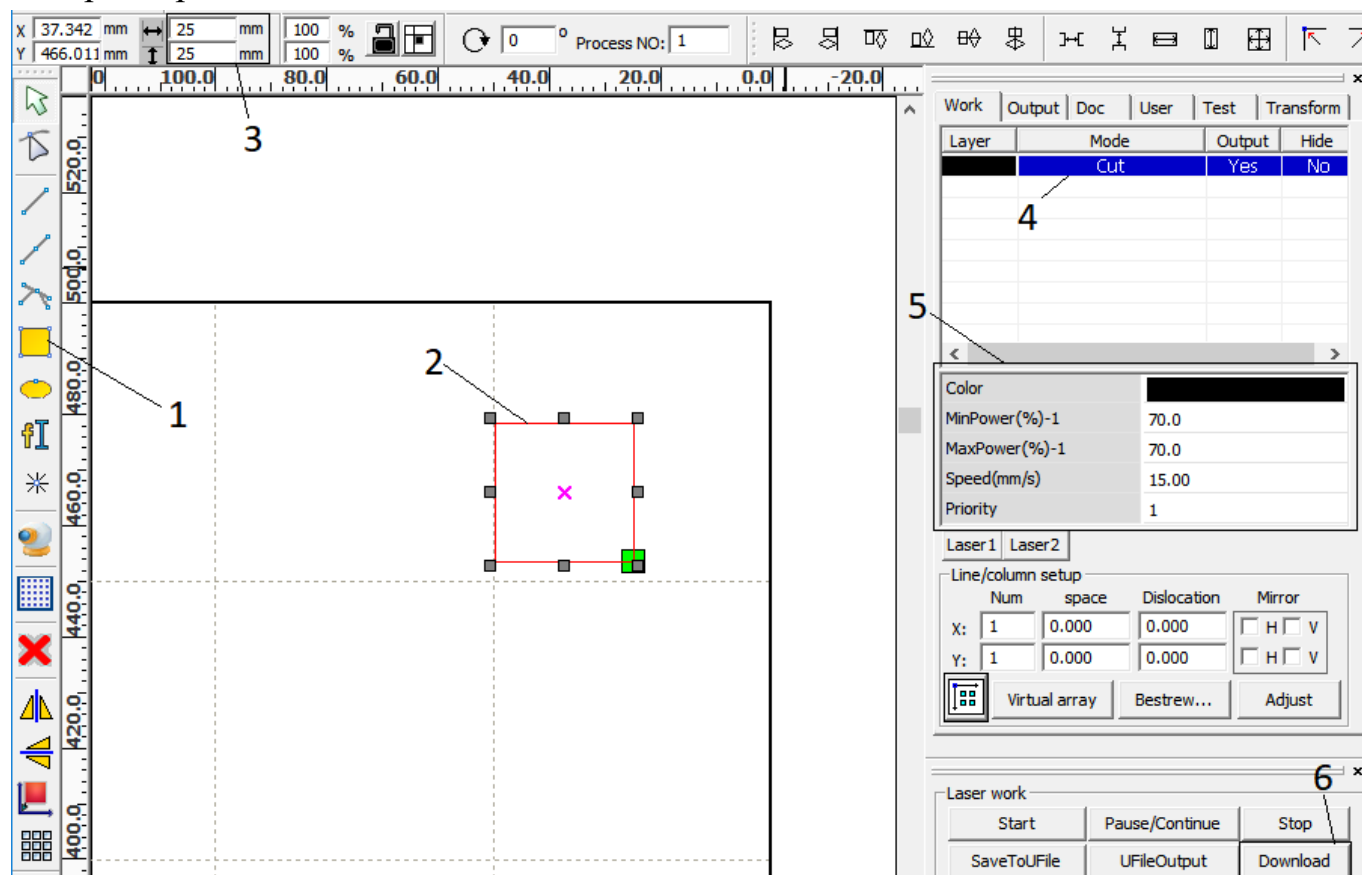 X 37.342 mm 25 mm 100 %
Y 466.011 mm 25 mm 100 %
0 ° Process NO: 1
0 100.0 80.0 60.0 40.0 20.0 0.0 -20.0
520.0
500.0
480.0
460.0
440.0
420.0
400.0
3
2
1
f
Work Output Doc User Test Transform
Layer Mode Output Hide
Cut Yes No
4
5
Color
MinPower(%)-1 70.0
MaxPower(%)-1 70.0
Speed(mm/s) 15.00
Priority 1
Laser1 Laser2
Line/column setup
Num space Dislocation Mirror
X: 1 0.000 0.000 H V
Y: 1 0.000 0.000 H V
Virtual array Bestrew... Adjust
6
Laser work
Start Pause/Continue Stop
SaveToUFile UFileOutput Download